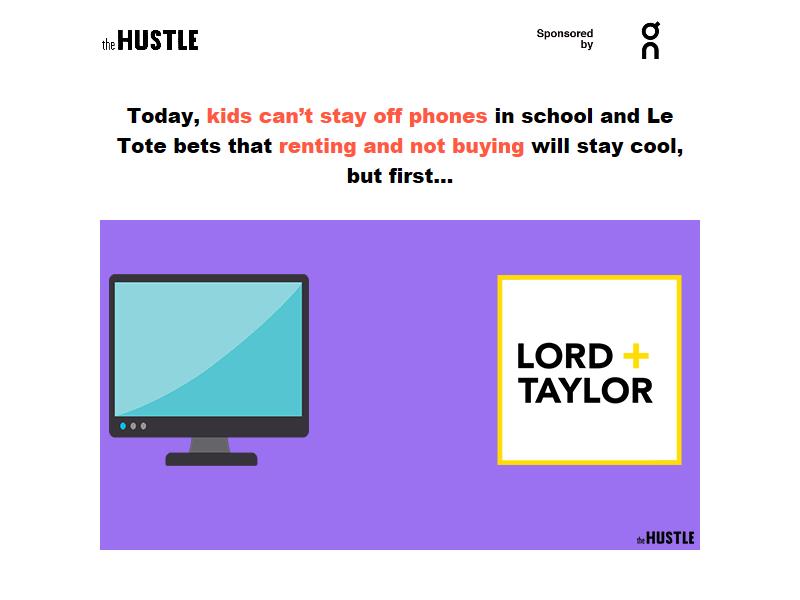 the HUSTLE
Sponsored
by
On
Today, kids can’t stay off phones in school and Le
Tote bets that renting and not buying will stay cool,
but first...
LORD +
TAYLOR
the HUSTLE